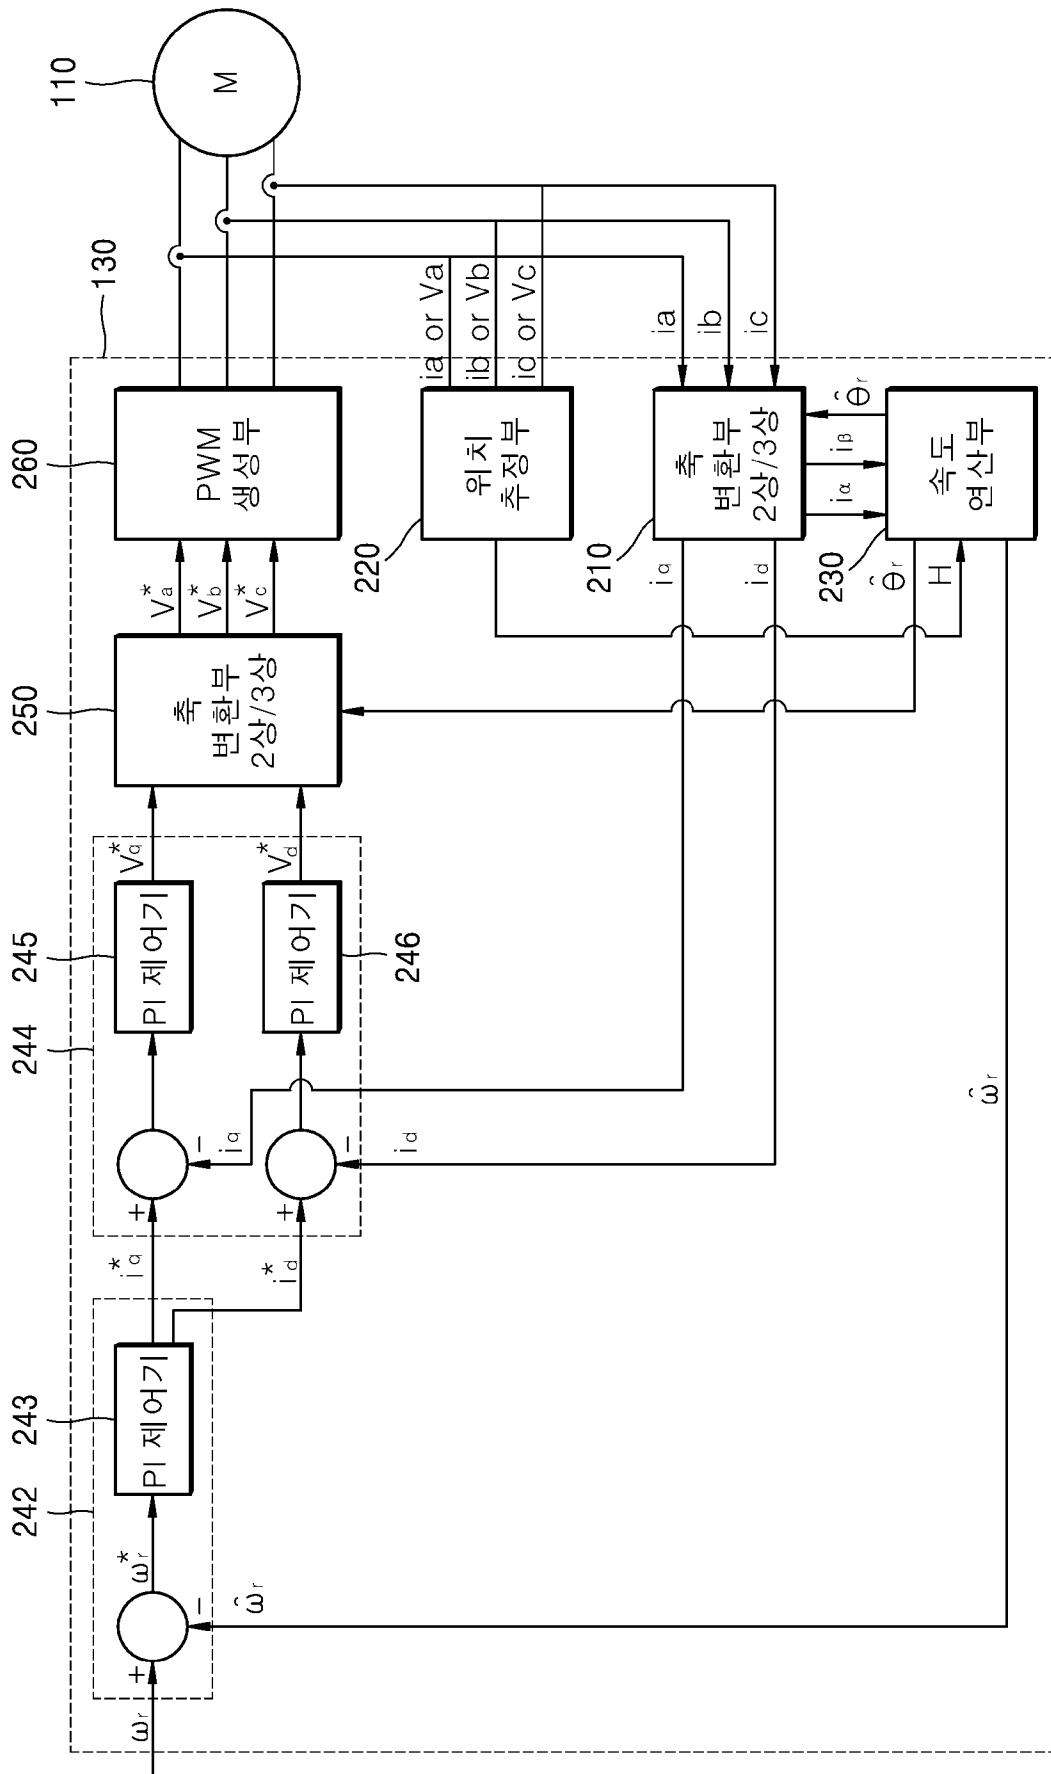 110
M
130
260
PWM
생성부
ia or Va
ib or Vb
ic or Vc
위치
추정부
220
ia
ib
ic
축
변환부
2상/3상
210
θ̂r
iβ
iα
속도
연산부
230
V*a
V*b
V*c
iq
id
θ̂r
H
250
축
변환부
2상/3상
V*q
V*d
245
PI 제어기
PI 제어기
246
244
iq
id
-
-
+
+
ω̂r
i*q
i*d
243
PI 제어기
242
ω*r
-
+
ω̂r
ωr